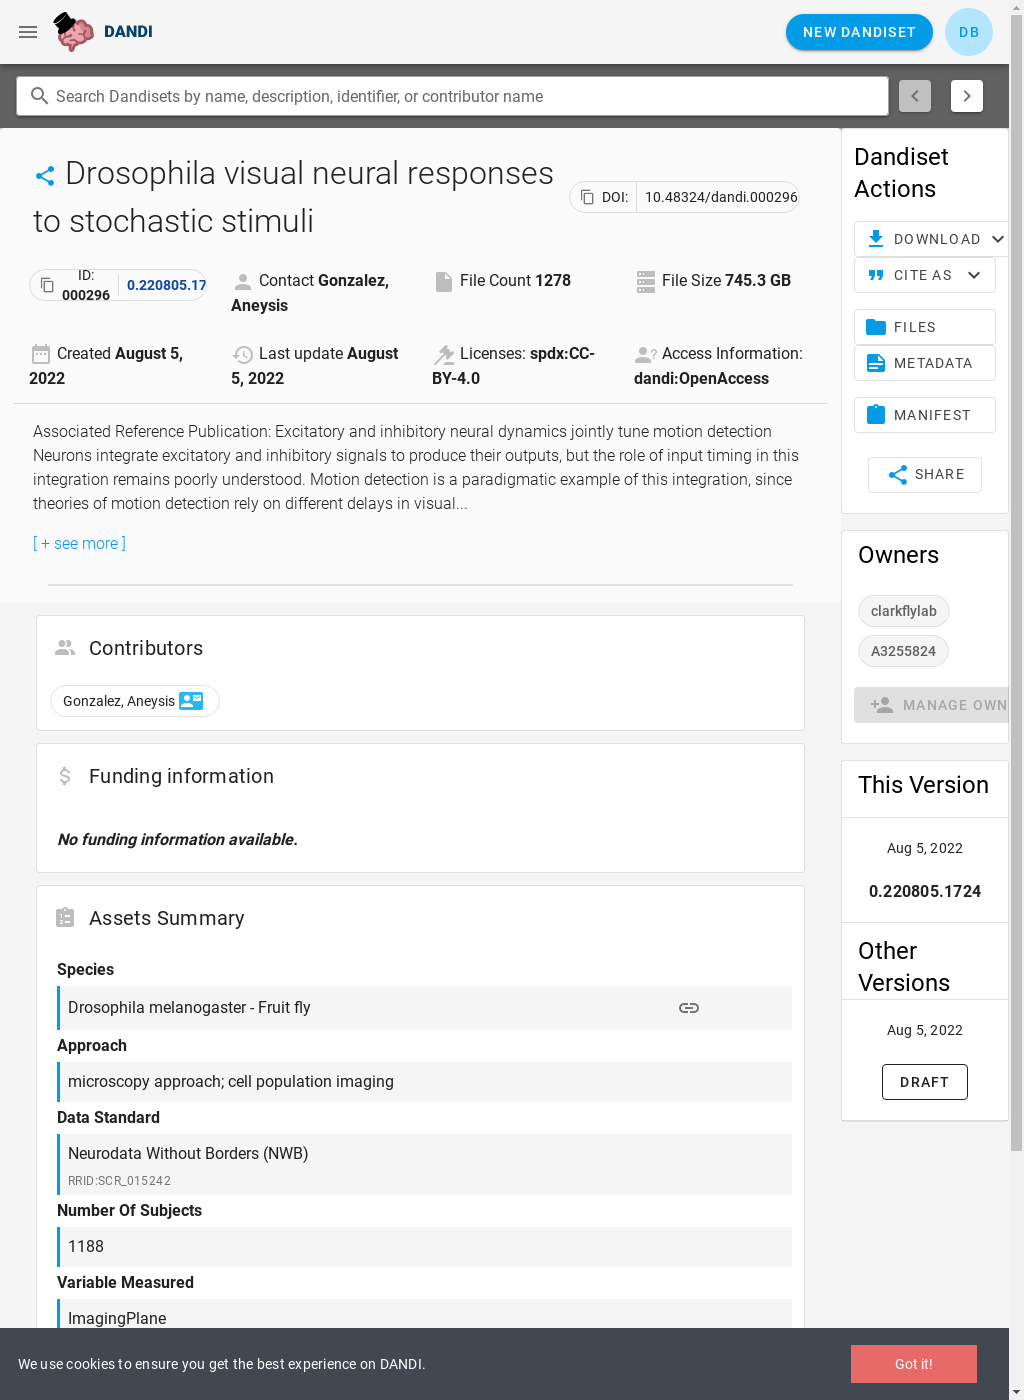 DANDI
NEW DANDISET
DB
Search Dandisets by name, description, identifier, or contributor name
Drosophila visual neural responses
to stochastic stimuli
DOI: 10.48324/dandi.000296
ID:
000296
0.220805.17
Contact Gonzalez,
Aneysis
File Count 1278
File Size 745.3 GB
Created August 5,
2022
Last update August
5, 2022
Licenses: spdx:CC-
BY-4.0
Access Information:
dandi:OpenAccess
Associated Reference Publication: Excitatory and inhibitory neural dynamics jointly tune motion detection
Neurons integrate excitatory and inhibitory signals to produce their outputs, but the role of input timing in this
integration remains poorly understood. Motion detection is a paradigmatic example of this integration, since
theories of motion detection rely on different delays in visual...
[ + see more ]
Contributors
Gonzalez, Aneysis
Funding information
No funding information available.
Assets Summary
Species
Drosophila melanogaster - Fruit fly
Approach
microscopy approach; cell population imaging
Data Standard
Neurodata Without Borders (NWB)
RRID:SCR_015242
Number Of Subjects
1188
Variable Measured
ImagingPlane
Dandiset
Actions
DOWNLOAD
CITE AS
FILES
METADATA
MANIFEST
SHARE
Owners
clarkflylab
A3255824
MANAGE OWN
This Version
Aug 5, 2022
0.220805.1724
Other
Versions
Aug 5, 2022
DRAFT
We use cookies to ensure you get the best experience on DANDI.
Got it!